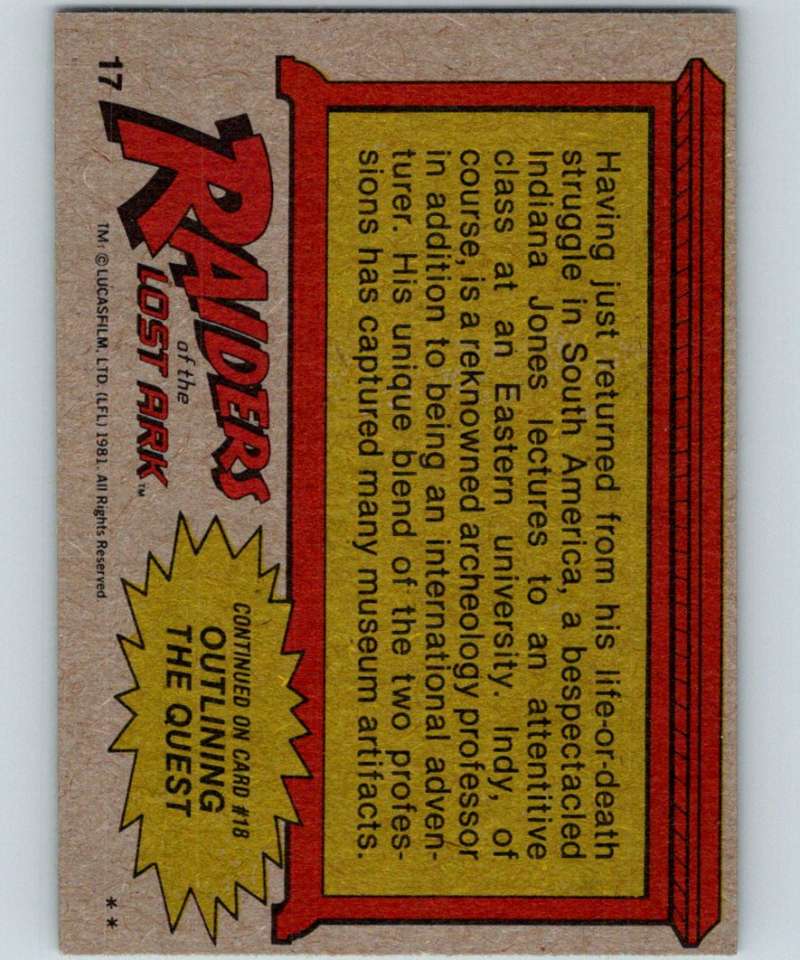 Having just returned from his life-or-death
struggle in South America, a bespectacled
Indiana Jones lectures to an attentitive
class at an Eastern university. Indy, of
course, is a reknowned archeology professor
in addition to being an international adven-
turer. His unique blend of the two profes-
sions has captured many museum artifacts.
17
RAIDERS
of the
LOST ARK™
TM: © LUCASFILM, LTD. (LFL) 1981. All Rights Reserved.
CONTINUED ON CARD #18
OUTLINING
THE QUEST
**